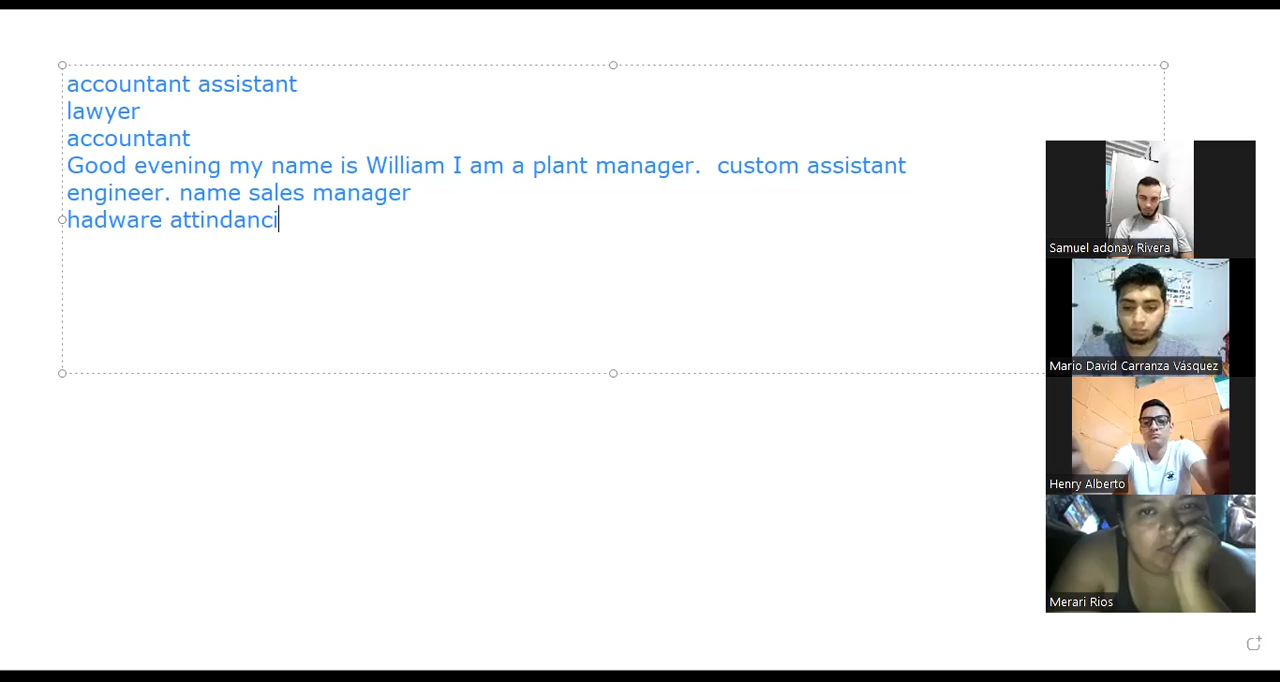 accountant assistant
lawyer
accountant
Good evening my name is William I am a plant manager.  custom assistant
engineer. name sales manager
hadware attindanci
Samuel adonay Rivera
Mario David Carranza Vásquez
Henry Alberto
Merari Rios